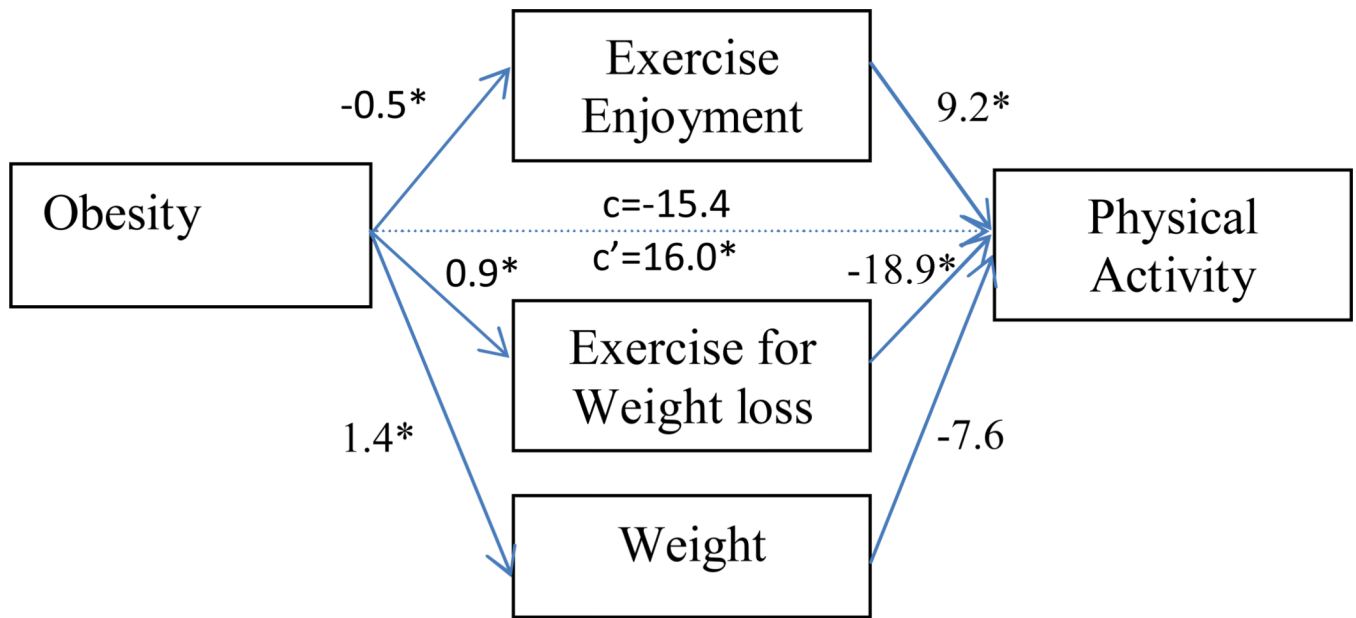 Exercise
Enjoyment
-0.5*
9.2*
Obesity
c=-15.4
c’=16.0*
Physical
Activity
0.9*
-18.9*
Exercise for
Weight loss
1.4*
-7.6
Weight